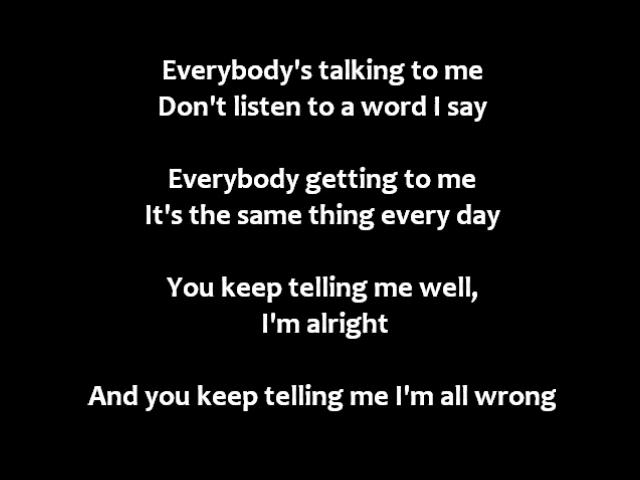 Everybody's talking to me
Don't listen to a word I say
Everybody getting to me
It's the same thing every day
You keep telling me well,
I'm alright
And you keep telling me I'm all wrong